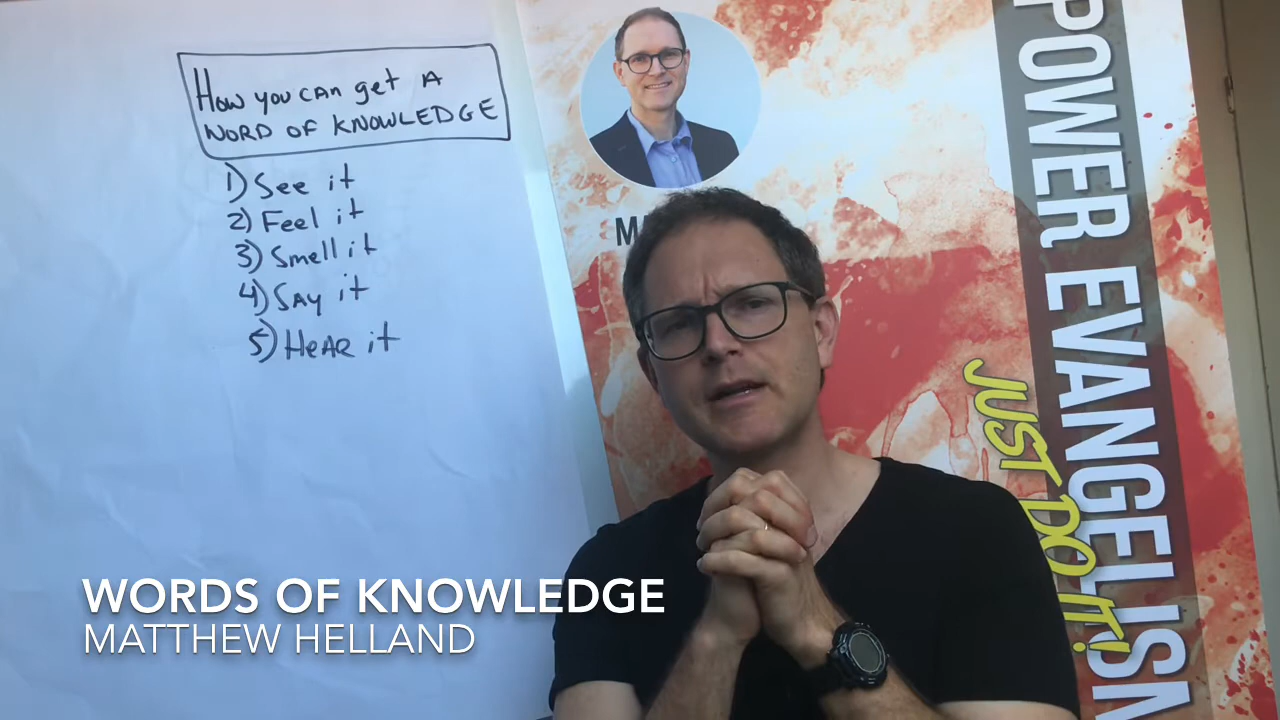 How you can get A
WORD OF KNOWLEDGE
1) See it
2) Feel it
3) Smell it
4) SAY it
5) HEAR it
M
POWER EVANGELISM
JUST DO IT!
WORDS OF KNOWLEDGE
MATTHEW HELLAND